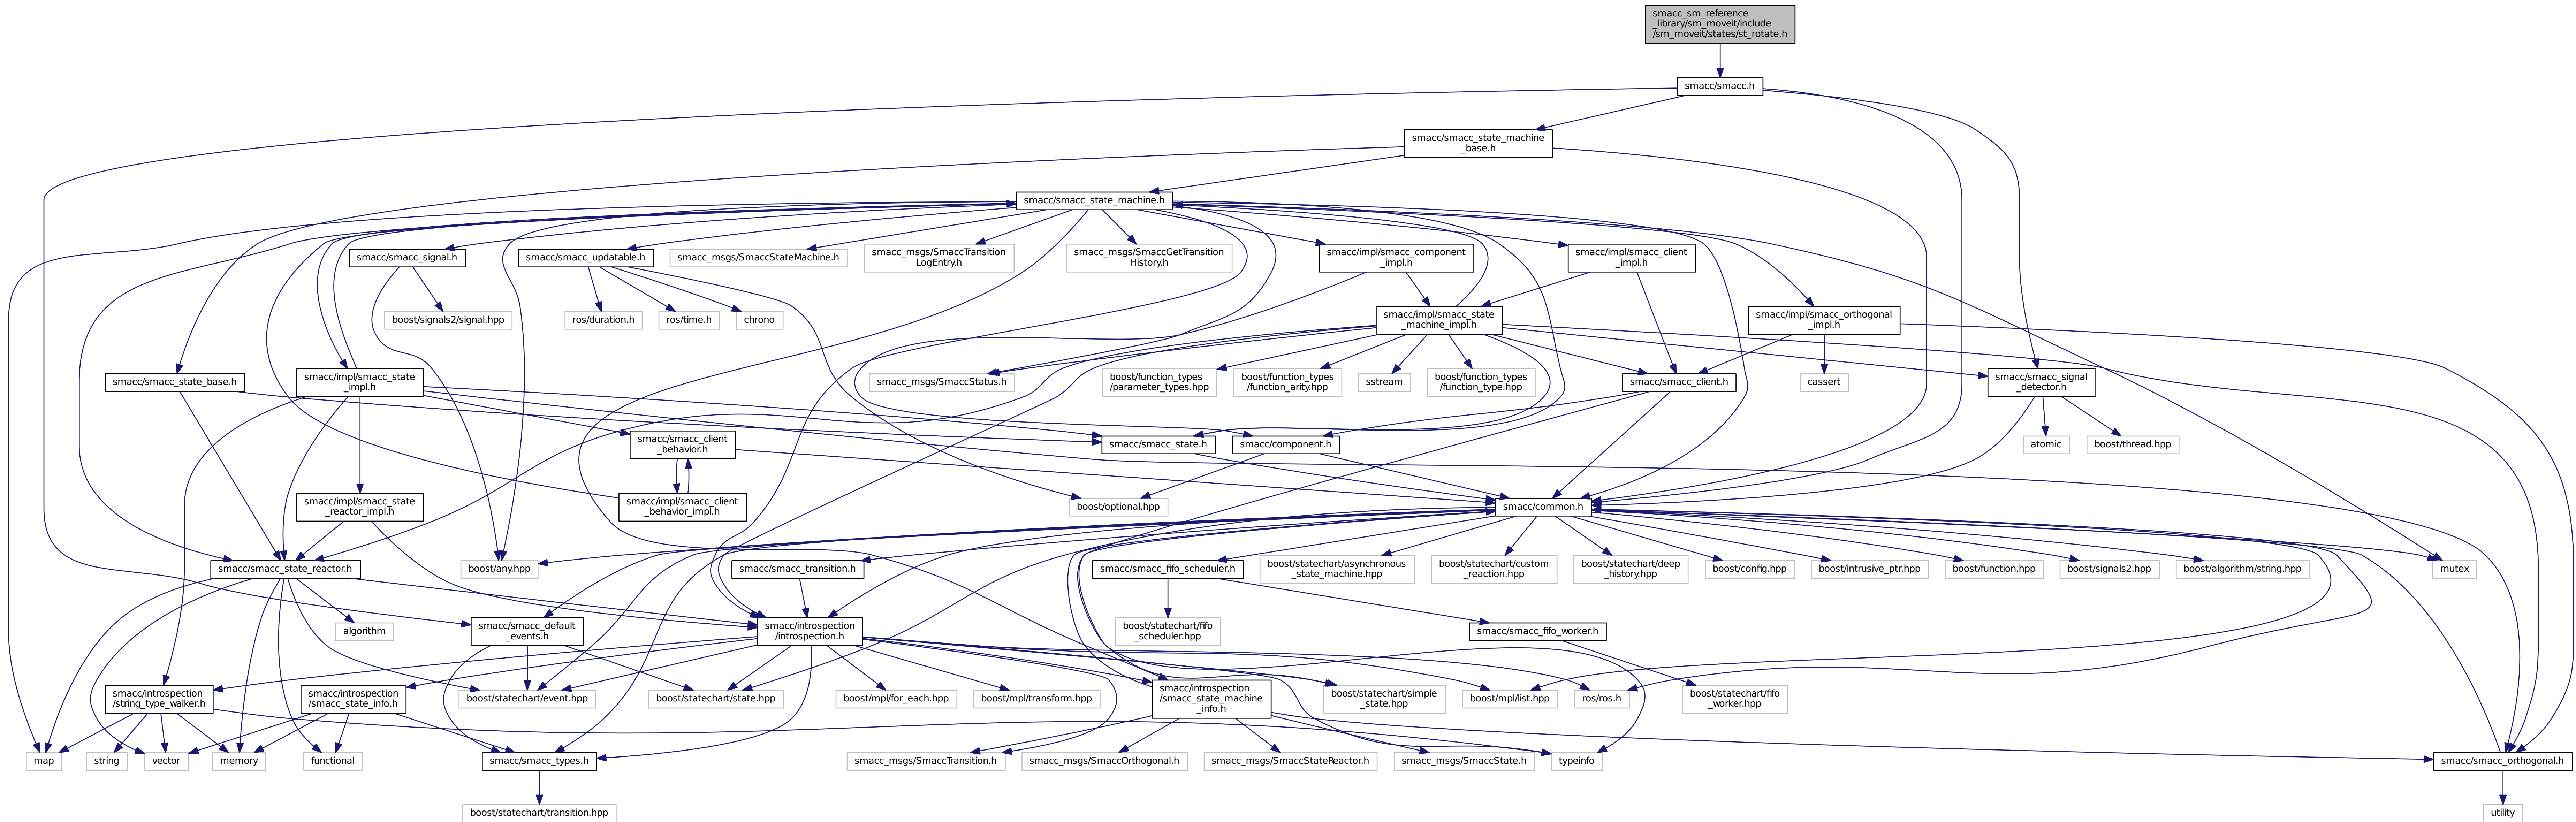 smacc_sm_reference
_library/sm_moveit/include
/sm_moveit/states/st_rotate.h
smacc/smacc.h
smacc/smacc_state_machine
_base.h
smacc/smacc_state_machine.h
smacc/smacc_signal.h
smacc/smacc_updatable.h
smacc_msgs/SmaccStateMachine.h
smacc_msgs/SmaccTransition
LogEntry.h
smacc_msgs/SmaccGetTransition
History.h
smacc/impl/smacc_component
_impl.h
smacc/impl/smacc_client
_impl.h
boost/signals2/signal.hpp
ros/duration.h
ros/time.h
chrono
smacc/impl/smacc_state
_machine_impl.h
smacc/impl/smacc_orthogonal
_impl.h
smacc/smacc_state_base.h
smacc/impl/smacc_state
_impl.h
smacc_msgs/SmaccStatus.h
boost/function_types
/parameter_types.hpp
boost/function_types
/function_arity.hpp
sstream
boost/function_types
/function_type.hpp
smacc/smacc_client.h
cassert
smacc/smacc_signal
_detector.h
smacc/smacc_client
_behavior.h
smacc/smacc_state.h
smacc/component.h
atomic
boost/thread.hpp
smacc/impl/smacc_state
_reactor_impl.h
smacc/impl/smacc_client
_behavior_impl.h
boost/optional.hpp
smacc/common.h
smacc/smacc_state_reactor.h
boost/any.hpp
smacc/smacc_transition.h
smacc/smacc_fifo_scheduler.h
boost/statechart/asynchronous
_state_machine.hpp
boost/statechart/custom
_reaction.hpp
boost/statechart/deep
_history.hpp
boost/config.hpp
boost/intrusive_ptr.hpp
boost/function.hpp
boost/signals2.hpp
boost/algorithm/string.hpp
mutex
algorithm
smacc/smacc_default
_events.h
smacc/introspection
/introspection.h
boost/statechart/fifo
_scheduler.hpp
smacc/smacc_fifo_worker.h
smacc/introspection
/string_type_walker.h
smacc/introspection
/smacc_state_info.h
boost/statechart/event.hpp
boost/statechart/state.hpp
boost/mpl/for_each.hpp
boost/mpl/transform.hpp
smacc/introspection
/smacc_state_machine
_info.h
boost/statechart/simple
_state.hpp
boost/mpl/list.hpp
ros/ros.h
boost/statechart/fifo
_worker.hpp
map
string
vector
memory
functional
smacc/smacc_types.h
smacc_msgs/SmaccTransition.h
smacc_msgs/SmaccOrthogonal.h
smacc_msgs/SmaccStateReactor.h
smacc_msgs/SmaccState.h
typeinfo
smacc/smacc_orthogonal.h
boost/statechart/transition.hpp
utility